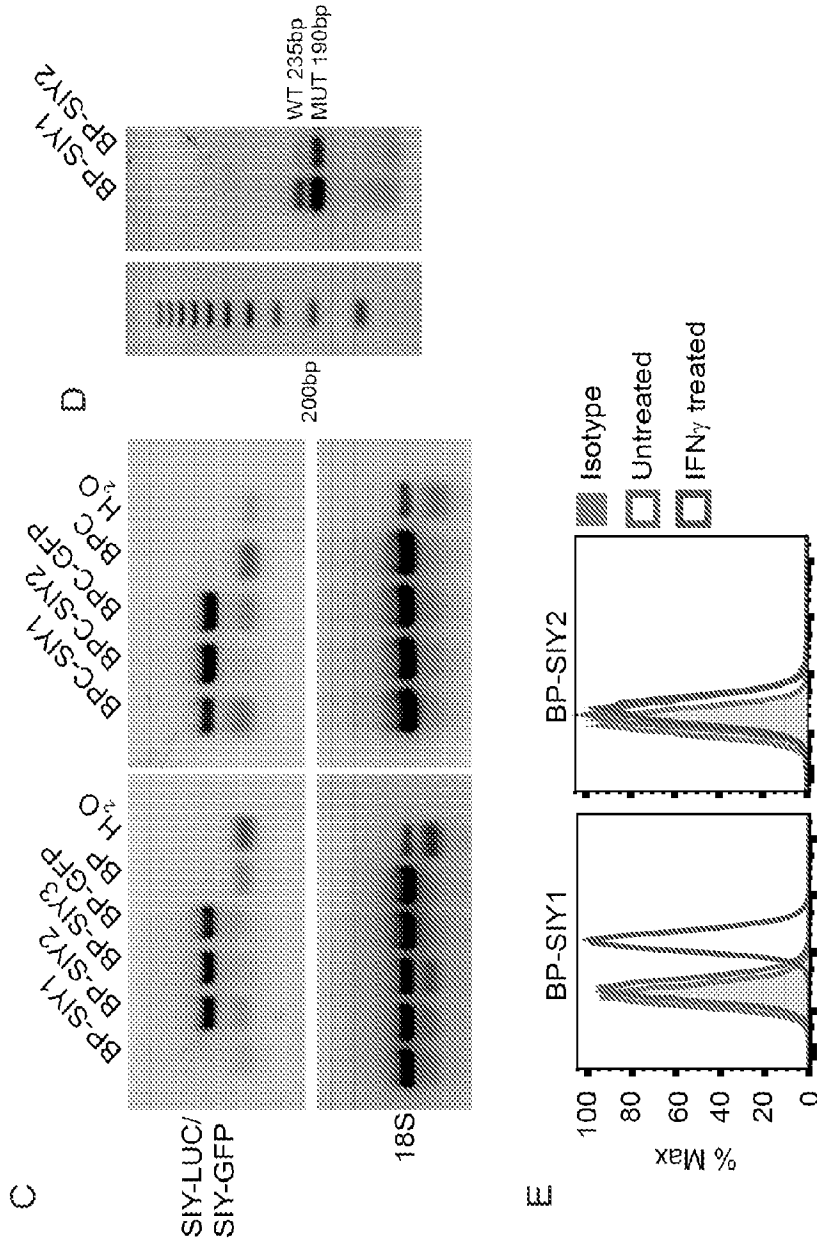 C
BP-SIY1
BP-SIY2
BP-SIY3
BP-GFP
BP
H₂O
BPC-SIY1
BPC-SIY2
BPC-GFP
BPC
H₂O
SIY-LUC/
SIY-GFP
18S
D
BP-SIY1
BP-SIY2
200bp
WT 235bp
MUT 190bp
E
BP-SIY1
BP-SIY2
% Max
100
80
60
40
20
0
Isotype
Untreated
IFNγ treated